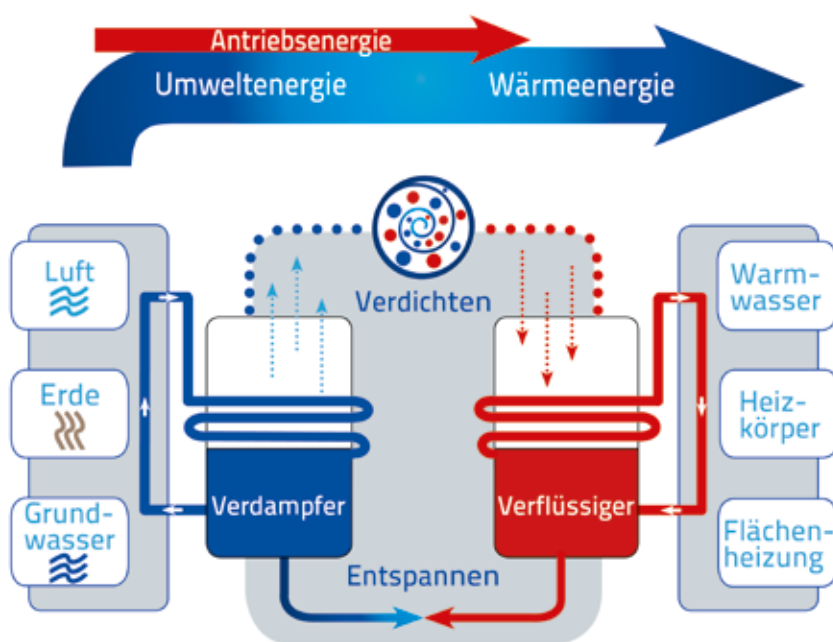 Antriebsenergie
Umweltenergie
Wärmeenergie
Luft
Erde
Grund-
wasser
Verdichten
Verdampfer
Verflüssiger
Entspannen
Warm-
wasser
Heiz-
körper
Flächen-
heizung